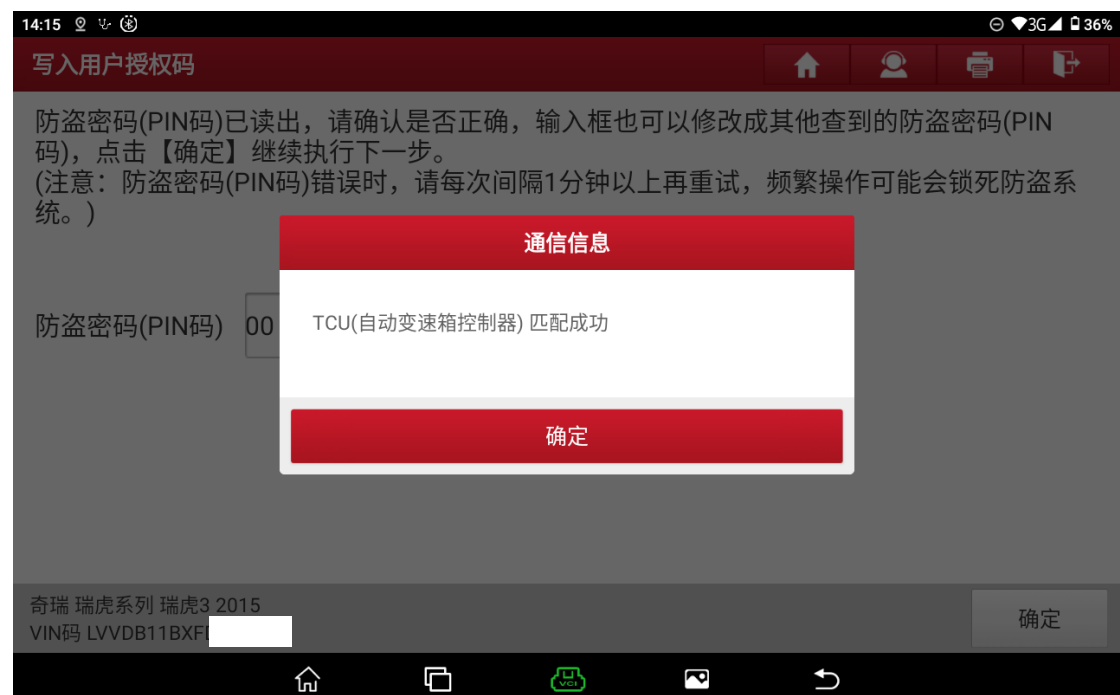 14:15
3G
36%
写入用户授权码
防盗密码(PIN码)已读出，请确认是否正确，输入框也可以修改成其他查到的防盗密码(PIN
码)，点击【确定】继续执行下一步。
(注意：防盗密码(PIN码)错误时，请每次间隔1分钟以上再重试，频繁操作可能会锁死防盗系
统。)
通信信息
防盗密码(PIN码)
00
TCU(自动变速箱控制器) 匹配成功
确定
奇瑞 瑞虎系列 瑞虎3 2015
VIN码 LVVDB11BXF
确定
VCI